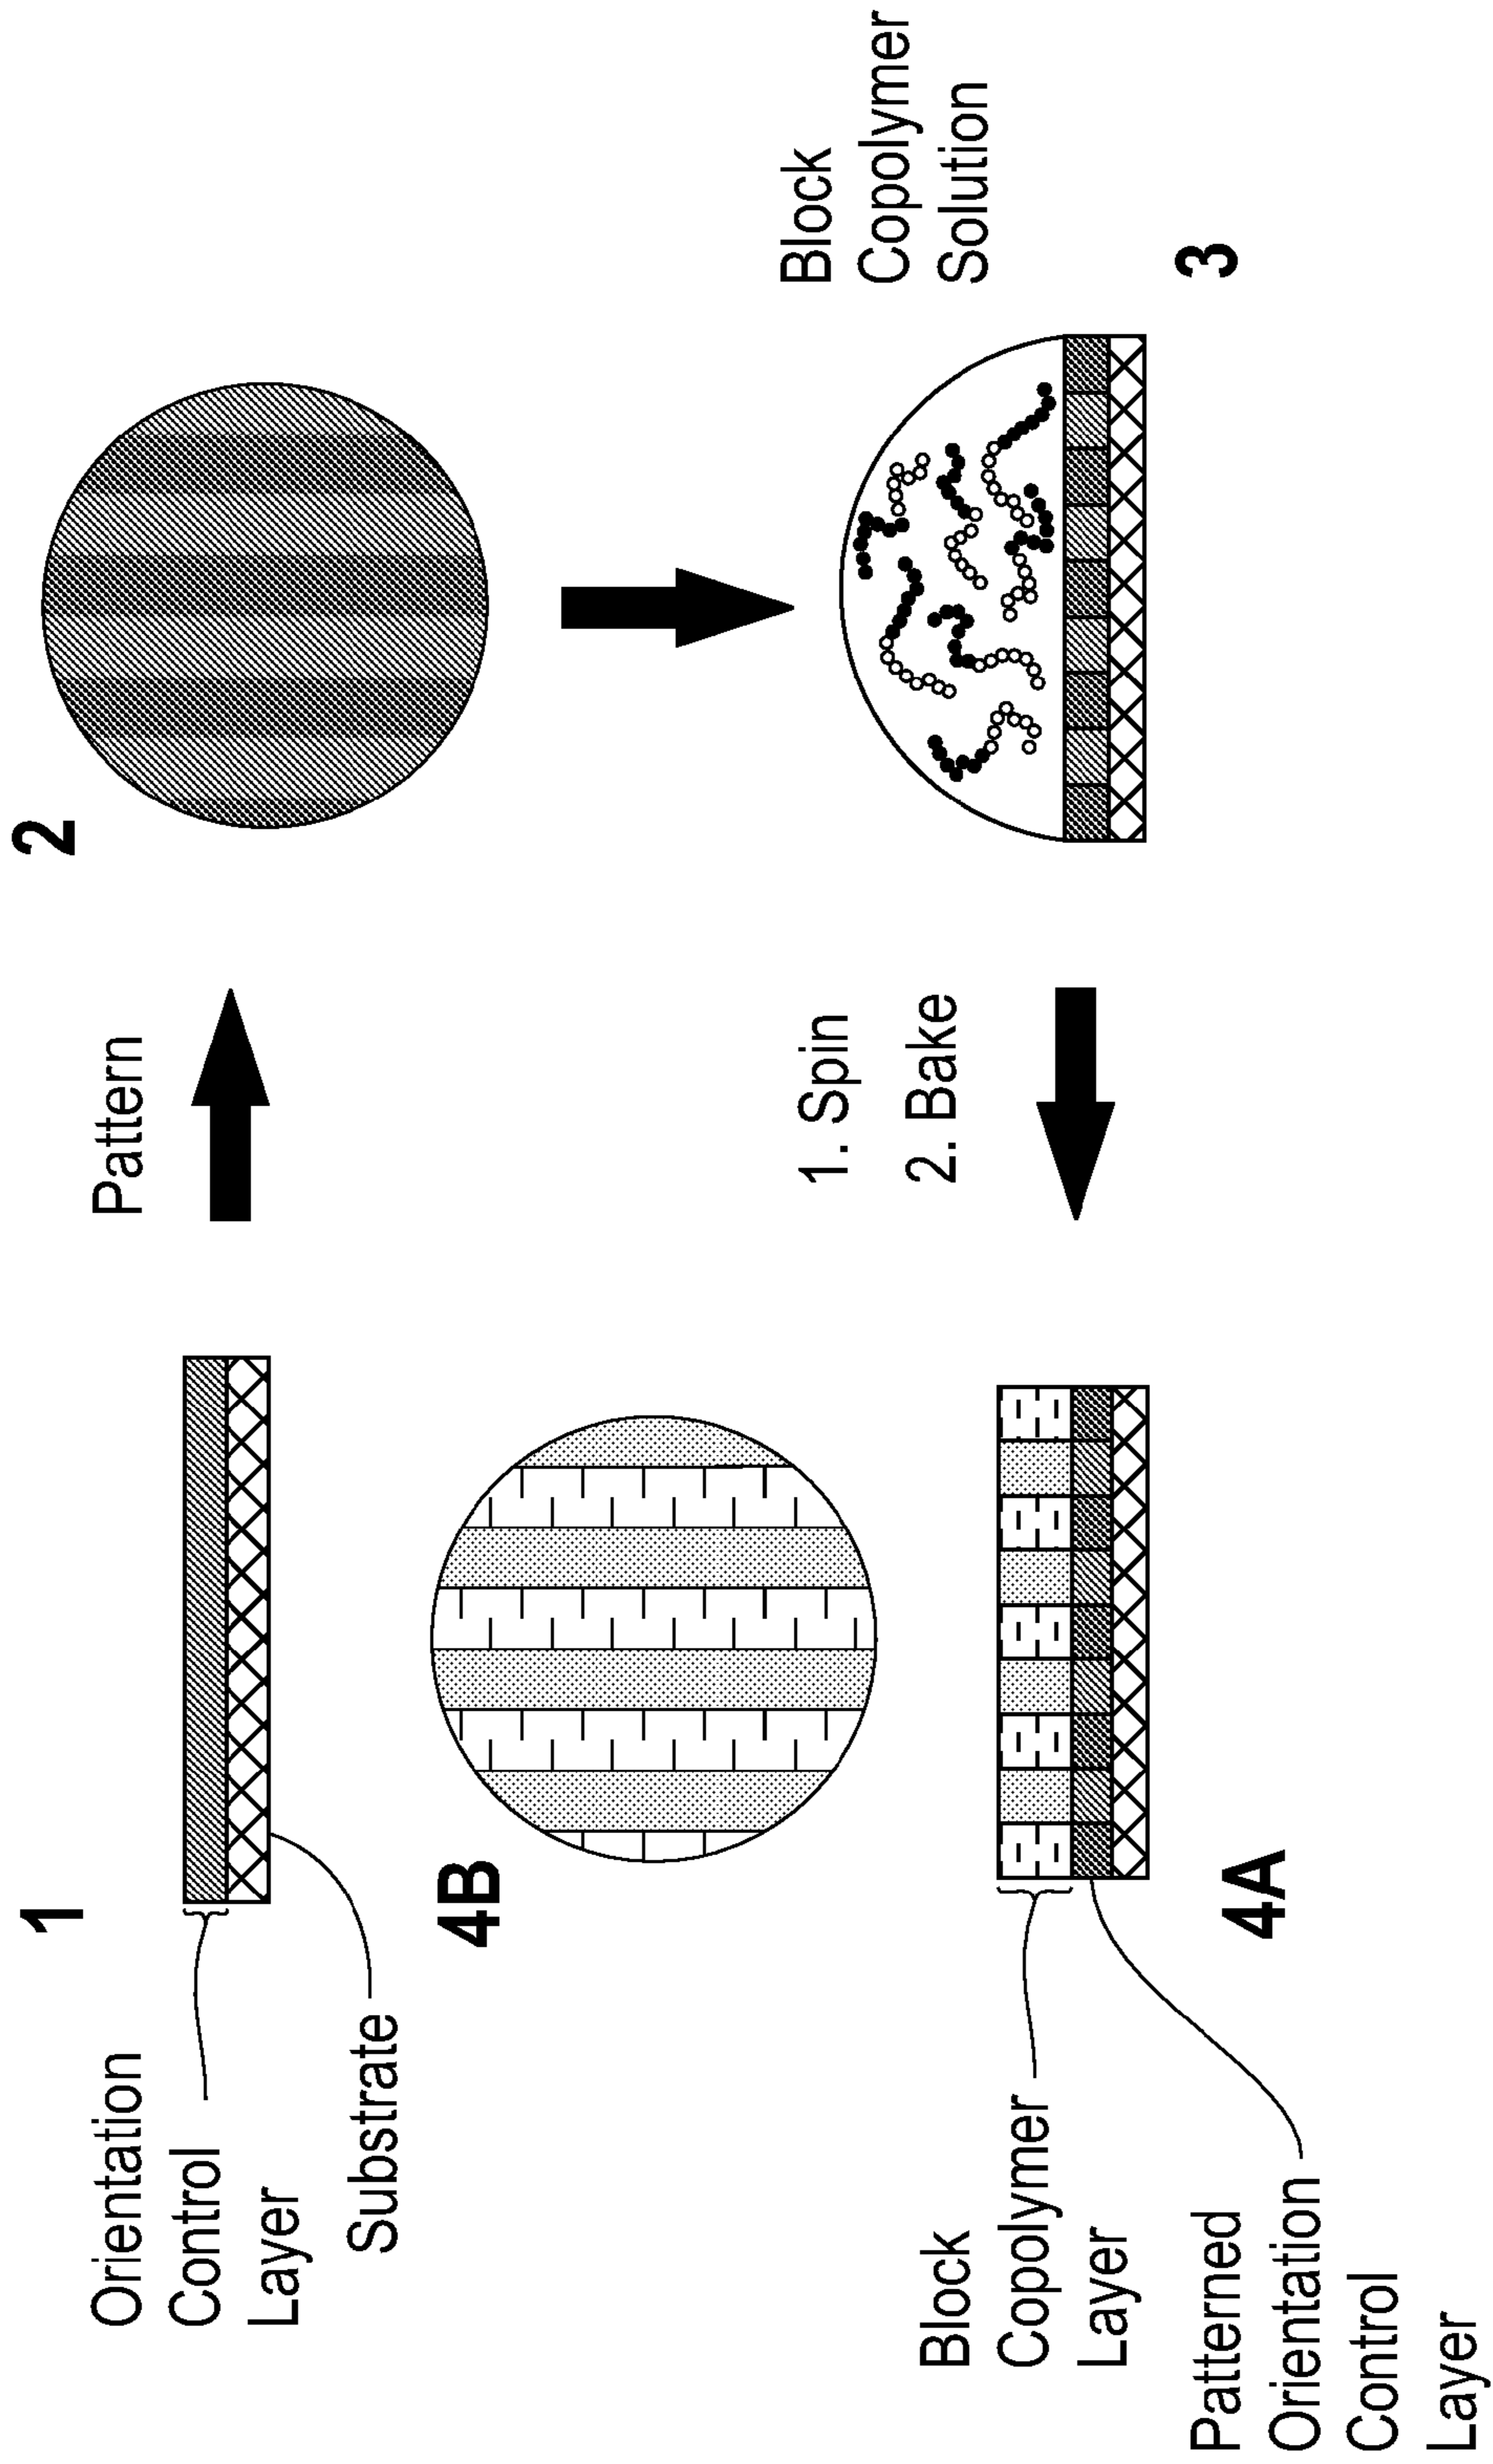 1
Orientation
Control
Layer
Substrate
Pattern
2
Block
Copolymer
Solution
3
1. Spin
2. Bake
4B
4A
Block
Copolymer
Layer
Patterned
Orientation
Control
Layer